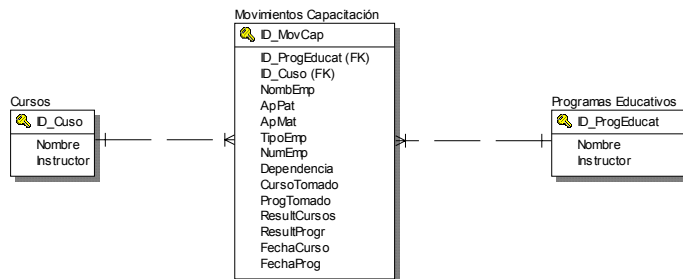 Movimientos Capacitación
ID_MovCap
ID_ProgEducat (FK)
ID_Cuso (FK)
NombEmp
ApPat
ApMat
TipoEmp
NumEmp
Dependencia
CursoTomado
ProgTomado
ResultCursos
ResultProgr
FechaCurso
FechaProg
Cursos
ID_Cuso
Nombre
Instructor
Programas Educativos
ID_ProgEducat
Nombre
Instructor